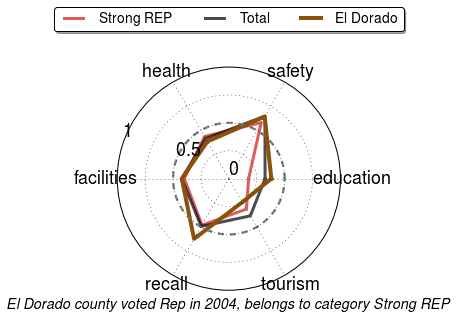 Strong REP Total El Dorado
health safety
1
0.5
0
facilities education
recall tourism
El Dorado county voted Rep in 2004, belongs to category Strong REP